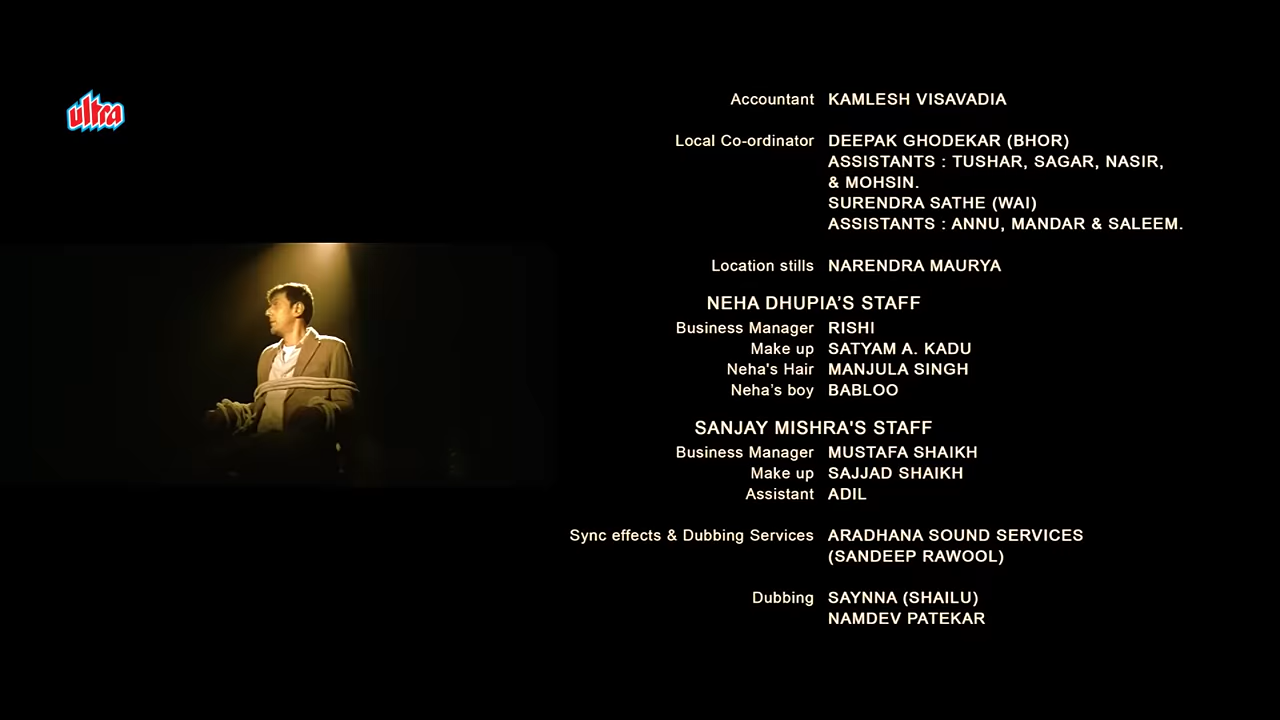 ultra
Accountant KAMLESH VISAVADIA
Local Co-ordinator DEEPAK GHODEKAR (BHOR)
ASSISTANTS : TUSHAR, SAGAR, NASIR,
& MOHSIN.
SURENDRA SATHE (WAI)
ASSISTANTS : ANNU, MANDAR & SALEEM.
Location stills NARENDRA MAURYA
NEHA DHUPIA’S STAFF
Business Manager RISHI
Make up SATYAM A. KADU
Neha's Hair MANJULA SINGH
Neha’s boy BABLOO
SANJAY MISHRA'S STAFF
Business Manager MUSTAFA SHAIKH
Make up SAJJAD SHAIKH
Assistant ADIL
Sync effects & Dubbing Services ARADHANA SOUND SERVICES
(SANDEEP RAWOOL)
Dubbing SAYNNA (SHAILU)
NAMDEV PATEKAR